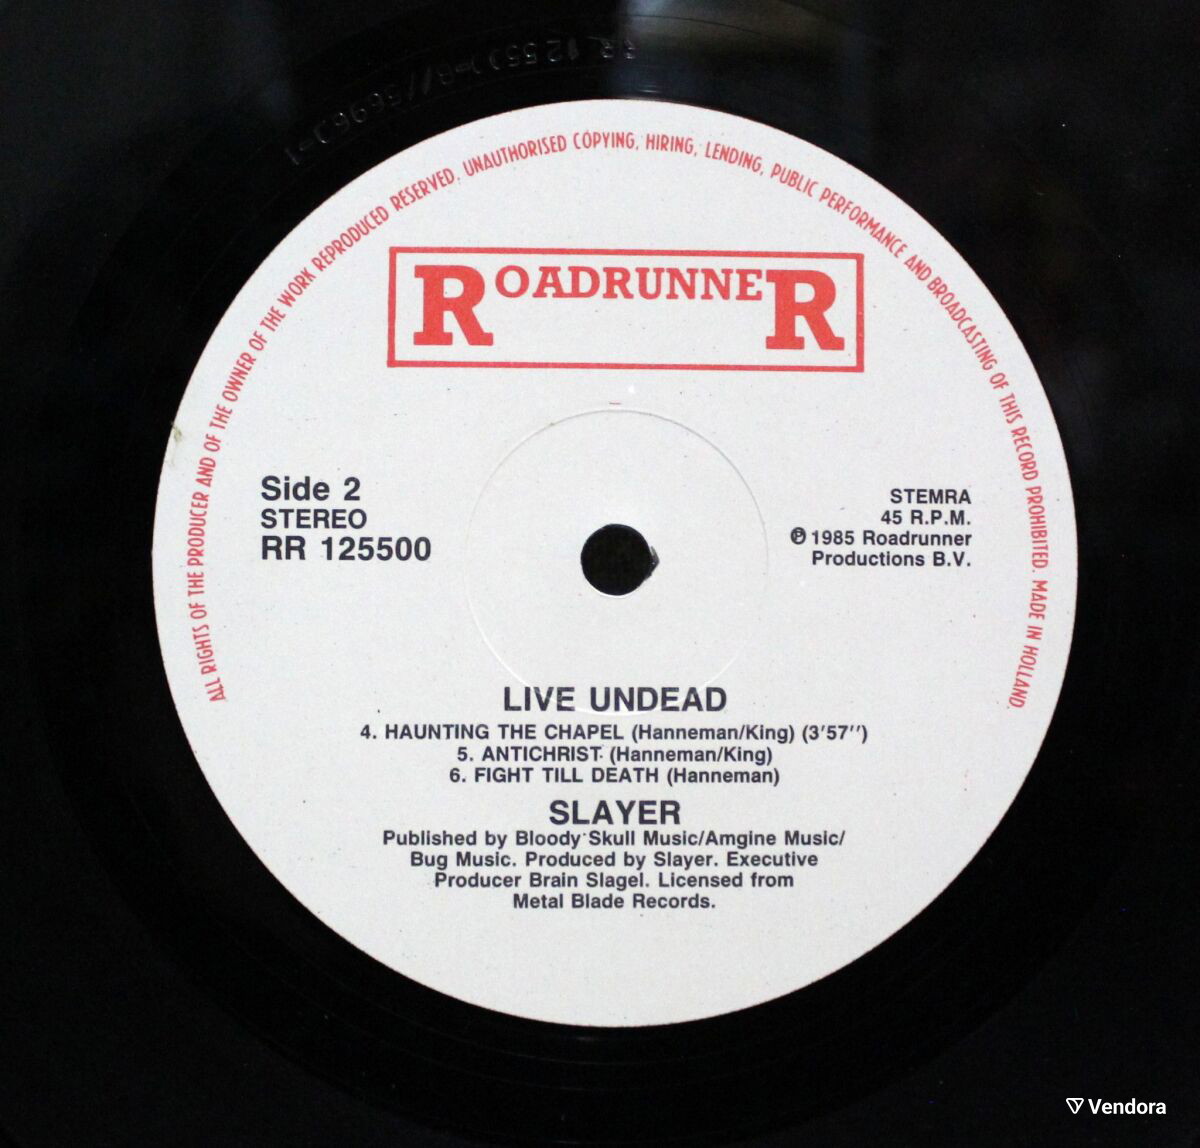 ALL RIGHTS OF THE PRODUCER AND OF THE OWNER OF THE WORK REPRODUCED RESERVED. UNAUTHORISED COPYING, HIRING, LENDING, PUBLIC PERFORMANCE AND BROADCASTING OF THIS RECORD PROHIBITED. MADE IN HOLLAND
ROADRUNNER
Side 2
STEREO
RR 125500
STEMRA
45 R.P.M.
℗ 1985 Roadrunner
Productions B.V.
LIVE UNDEAD
4. HAUNTING THE CHAPEL (Hanneman/King) (3'57'')
5. ANTICHRIST (Hanneman/King)
6. FIGHT TILL DEATH (Hanneman)
SLAYER
Published by Bloody Skull Music/Amgine Music/
Bug Music. Produced by Slayer. Executive
Producer Brain Slagel. Licensed from
Metal Blade Records.
Vendora